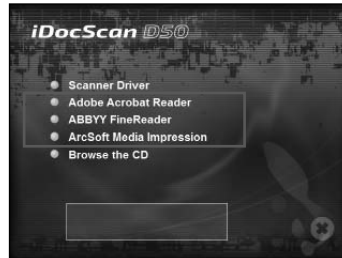 iDocScan D50
Scanner Driver
Adobe Acrobat Reader
ABBYY FineReader
ArcSoft Media Impression
Browse the CD